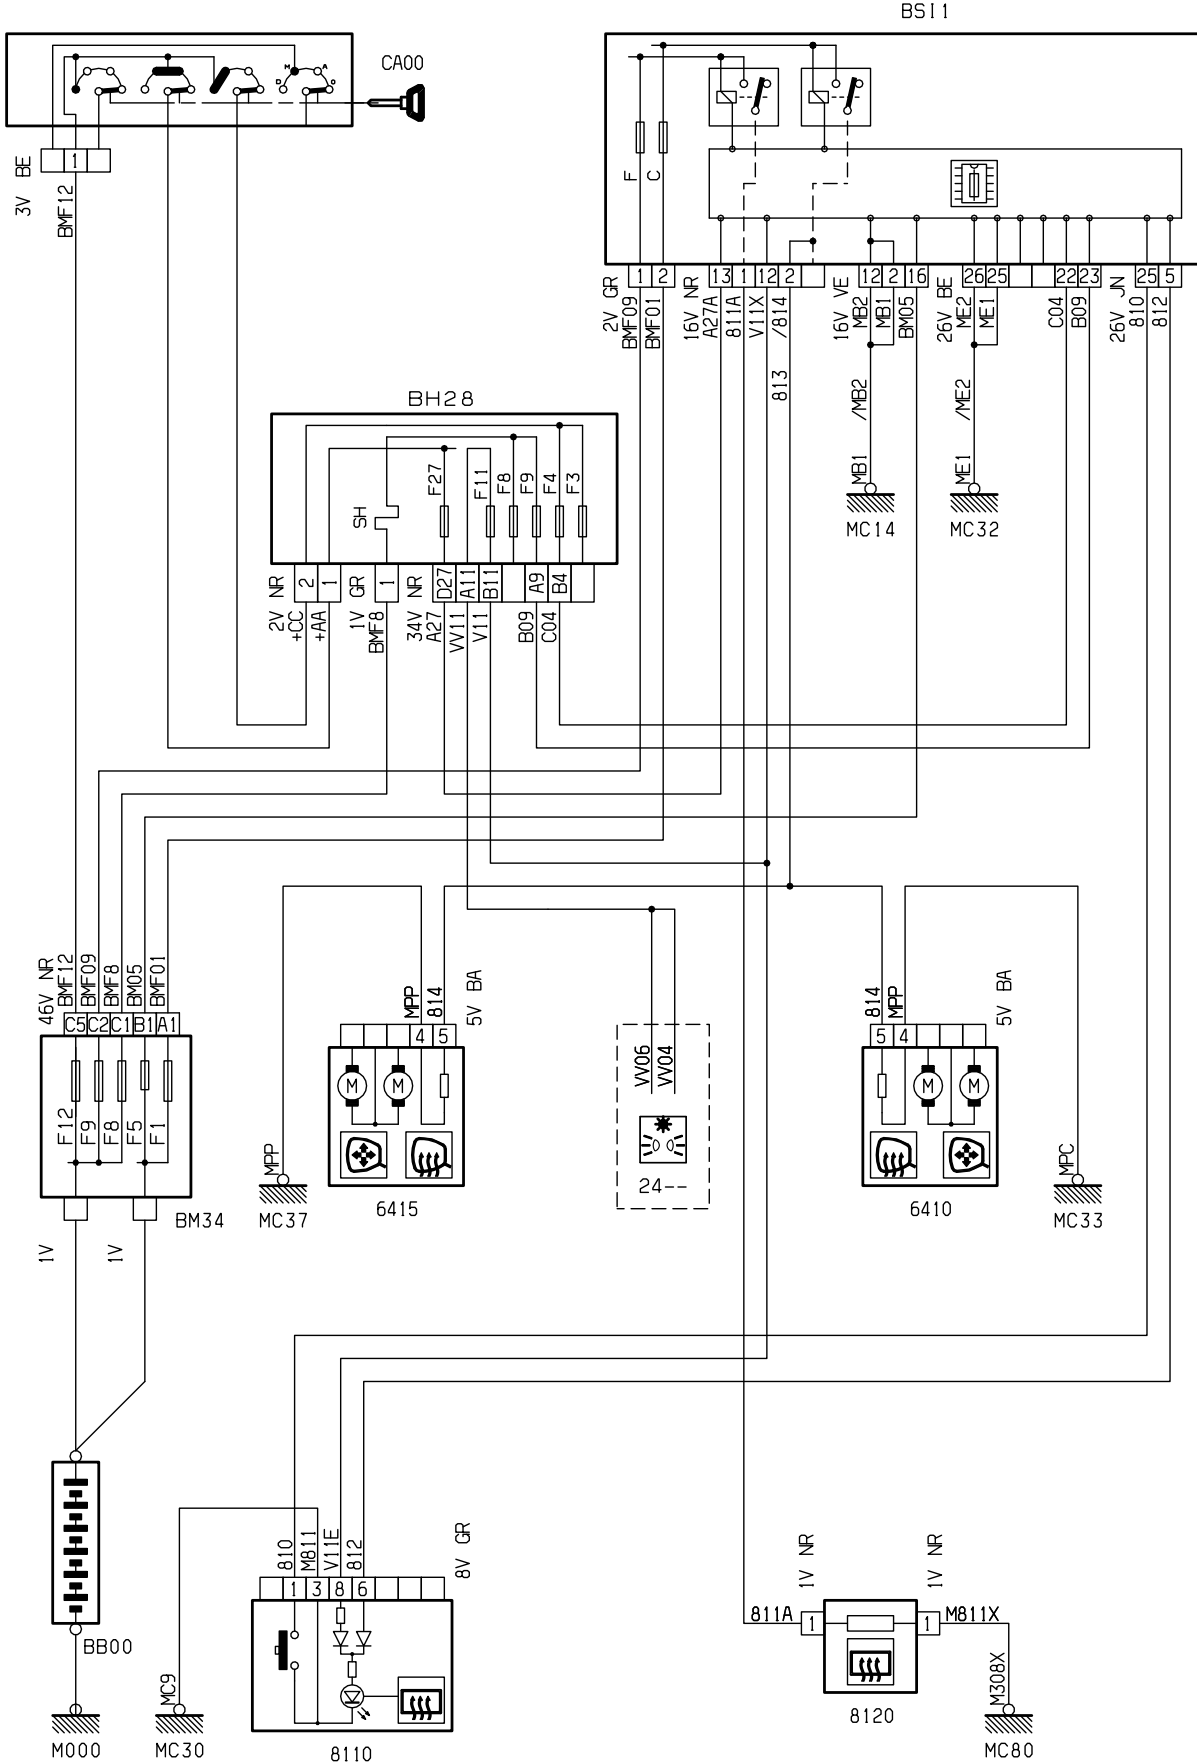 BSI1
CA00
M A
D D
3V BE
1
BMF12
F
C
1 2
13 1 12 2
12 2 16
26 25 22 23
25 5
2V GR
BMF09
BMF01
16V NR
A27A
811A
V11X
/814
813
16V VE
MB2
MB1
BM05
26V BE
ME2
ME1
C04
B09
26V JN
810
812
/MB2
MB1
MC14
/ME2
ME1
MC32
BH28
SH
F27
F11
F8
F9
F4
F3
2 1
1
D27 A11 B11 A9 B4
2V NR
+CC
+AA
1V GR
BMF8
34V NR
A27
VV11
V11
B09
C04
46V NR
BMF12
BMF09
BMF8
BM05
BMF01
C5 C2 C1 B1 A1
F12
F9
F8
F5
F1
BM34
1V
1V
MPP
MC37
MPP
814
5V BA
4 5
M M
6415
VV06
VV04
24--
814
MPP
5V BA
5 4
M M
6410
MPC
MC33
BB00
M000
MC9
MC30
810
M811
V11E
812
8V GR
1 3 8 6
8110
1V NR
1V NR
811A
1
1
M811X
8120
M308X
MC80